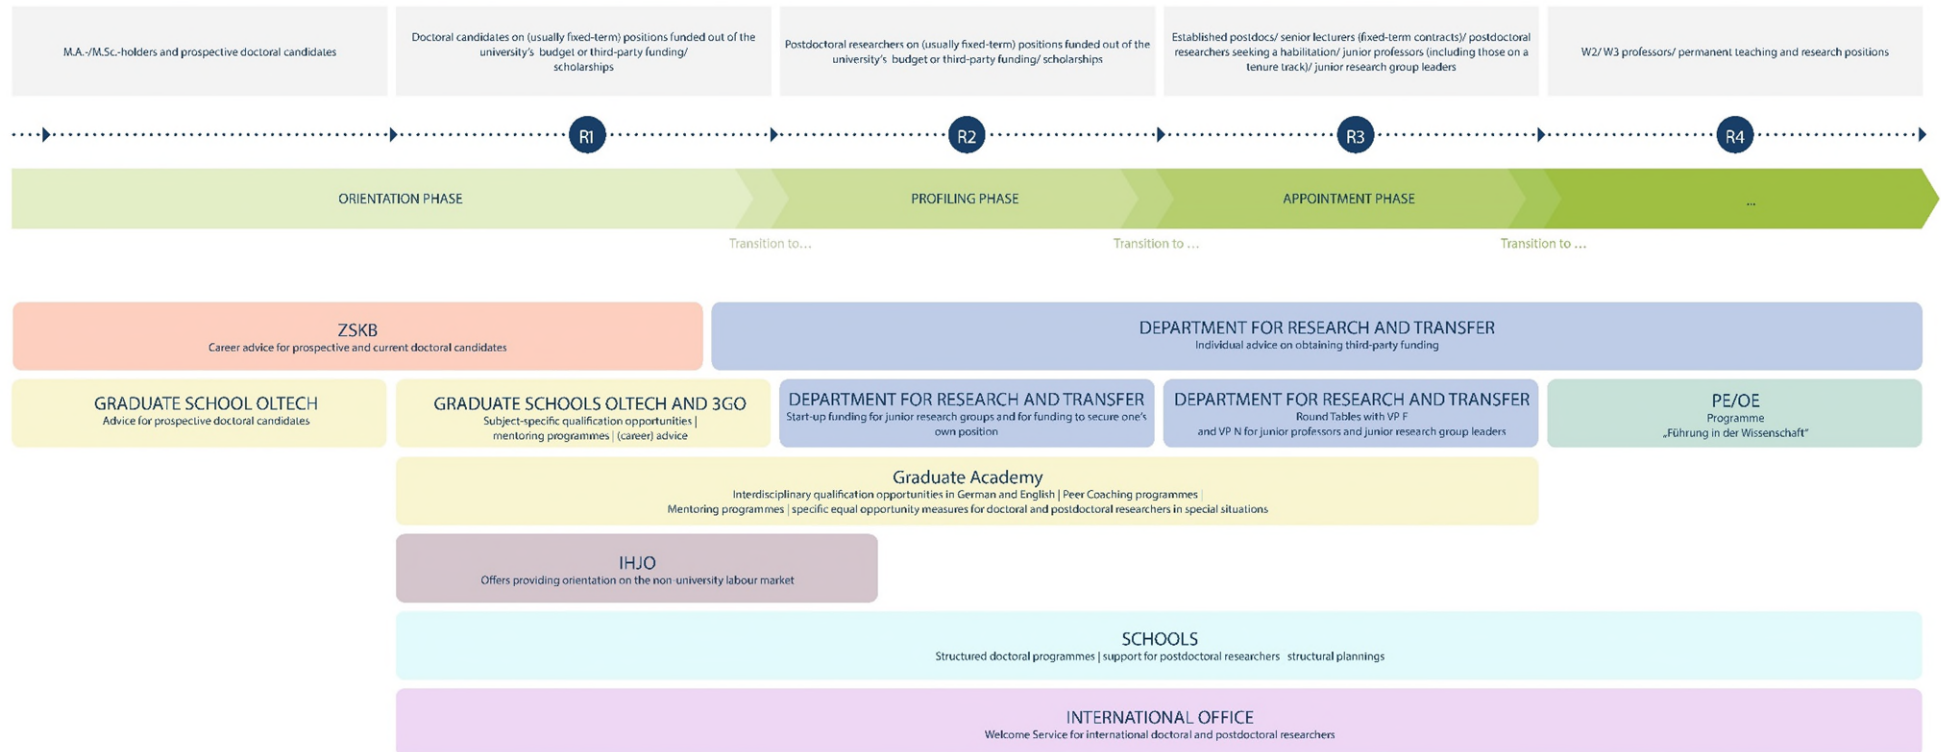 M.A.-/M.Sc.-holders and prospective doctoral candidates
Doctoral candidates on (usually fixed-term) positions funded out of the
university's budget or third-party funding/
scholarships
Postdoctoral researchers on (usually fixed-term) positions funded out of the
university's budget or third-party funding/ scholarships
Established postdocs/ senior lecturers (fixed-term contracts)/ postdoctoral
researchers seeking a habilitation/ junior professors (including those on a
tenure track)/ junior research group leaders
W2/ W3 professors/ permanent teaching and research positions
R1
R2
R3
R4
ORIENTATION PHASE
PROFILING PHASE
APPOINTMENT PHASE
...
Transition to...
Transition to ...
Transition to ...
ZSKB
Career advice for prospective and current doctoral candidates
DEPARTMENT FOR RESEARCH AND TRANSFER
Individual advice on obtaining third-party funding
GRADUATE SCHOOL OLTECH
Advice for prospective doctoral candidates
GRADUATE SCHOOLS OLTECH AND 3GO
Subject-specific qualification opportunities |
mentoring programmes | (career) advice
DEPARTMENT FOR RESEARCH AND TRANSFER
Start-up funding for junior research groups and for funding to secure one's
own position
DEPARTMENT FOR RESEARCH AND TRANSFER
Round Tables with VP F
and VP N for junior professors and junior research group leaders
PE/OE
Programme
„Führung in der Wissenschaft"
Graduate Academy
Interdisciplinary qualification opportunities in German and English | Peer Coaching programmes |
Mentoring programmes | specific equal opportunity measures for doctoral and postdoctoral researchers in special situations
IHJO
Offers providing orientation on the non-university labour market
SCHOOLS
Structured doctoral programmes | support for postdoctoral researchers structural plannings
INTERNATIONAL OFFICE
Welcome Service for international doctoral and postdoctoral researchers